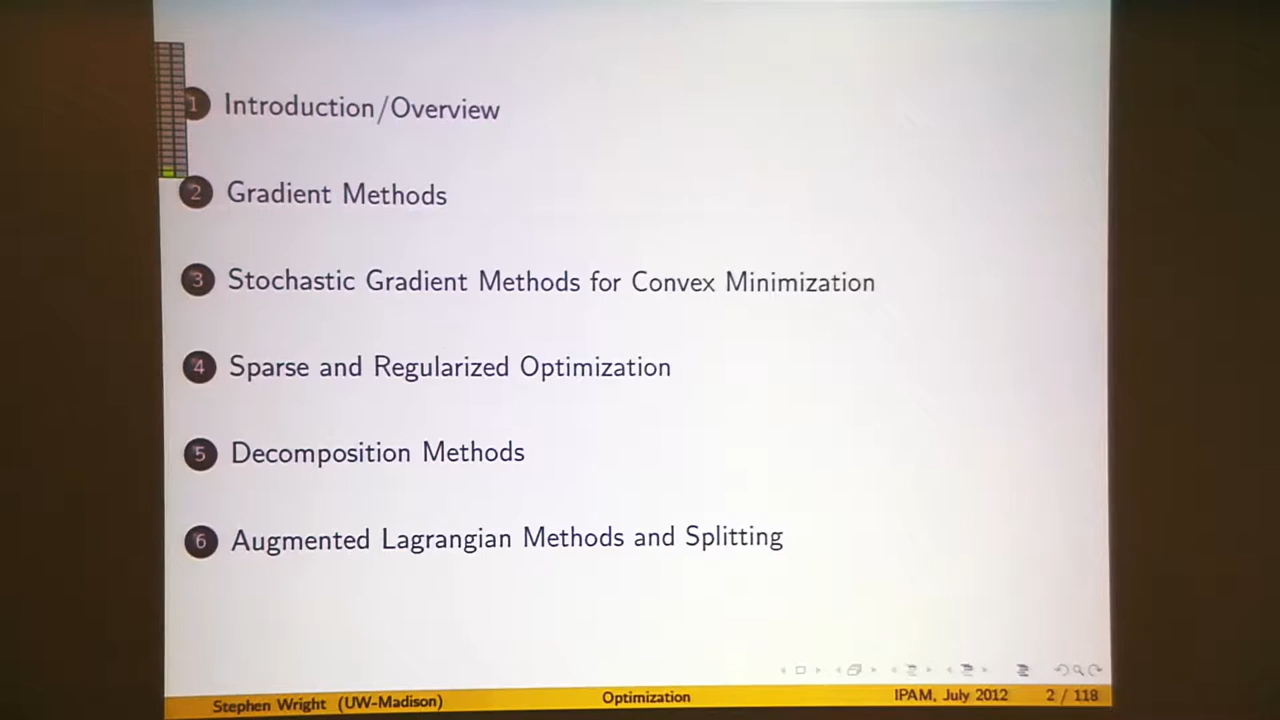 1 Introduction/Overview
2 Gradient Methods
3 Stochastic Gradient Methods for Convex Minimization
4 Sparse and Regularized Optimization
5 Decomposition Methods
6 Augmented Lagrangian Methods and Splitting
Stephen Wright (UW-Madison) Optimization IPAM, July 2012 2 / 118